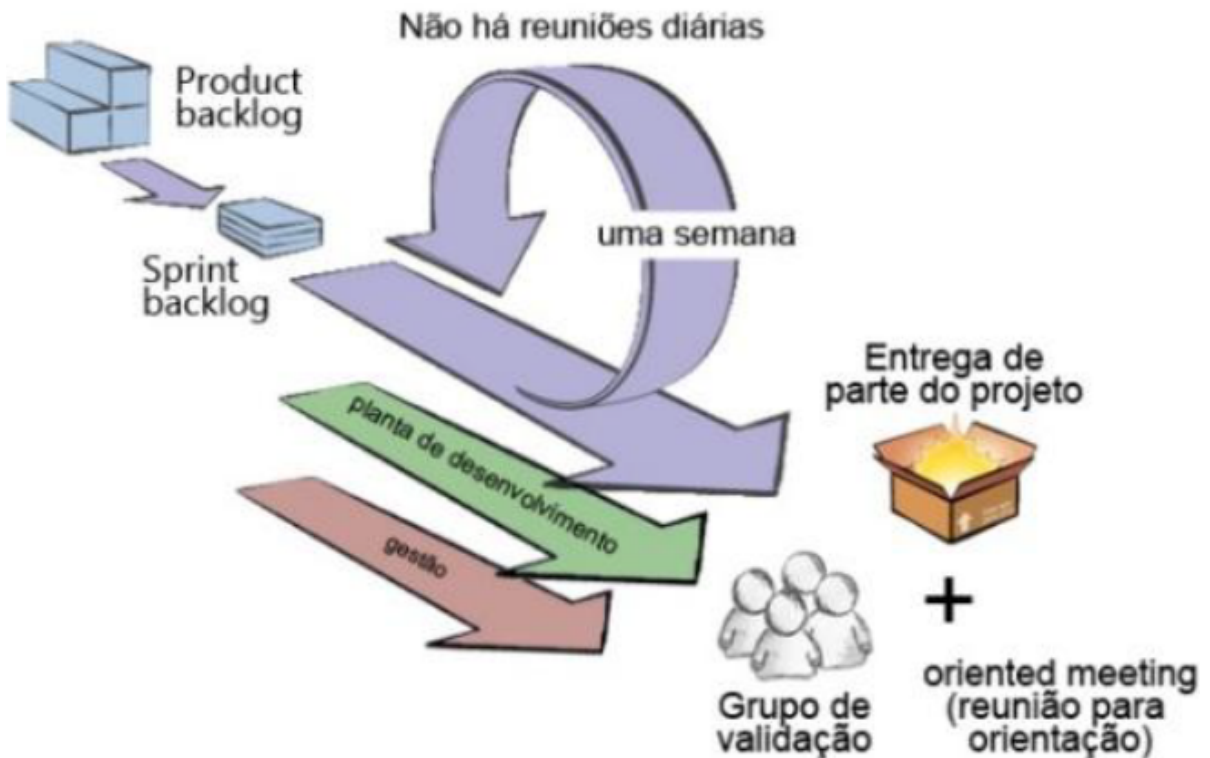 Não há reuniões diárias
Product
backlog
uma semana
Sprint
backlog
Entrega de
parte do projeto
planta de desenvolvimento
gestão
+
Grupo de
validação
oriented meeting
(reunião para
orientação)